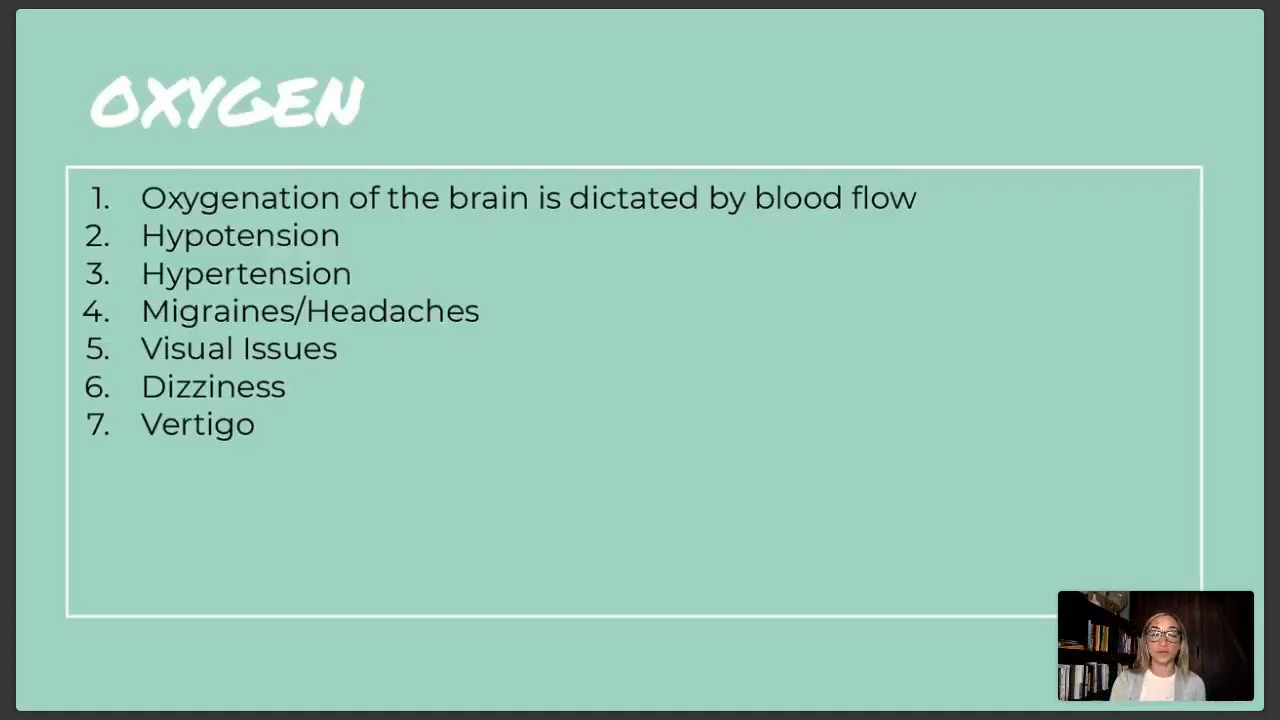 OXYGEN
1. Oxygenation of the brain is dictated by blood flow
2. Hypotension
3. Hypertension
4. Migraines/Headaches
5. Visual Issues
6. Dizziness
7. Vertigo